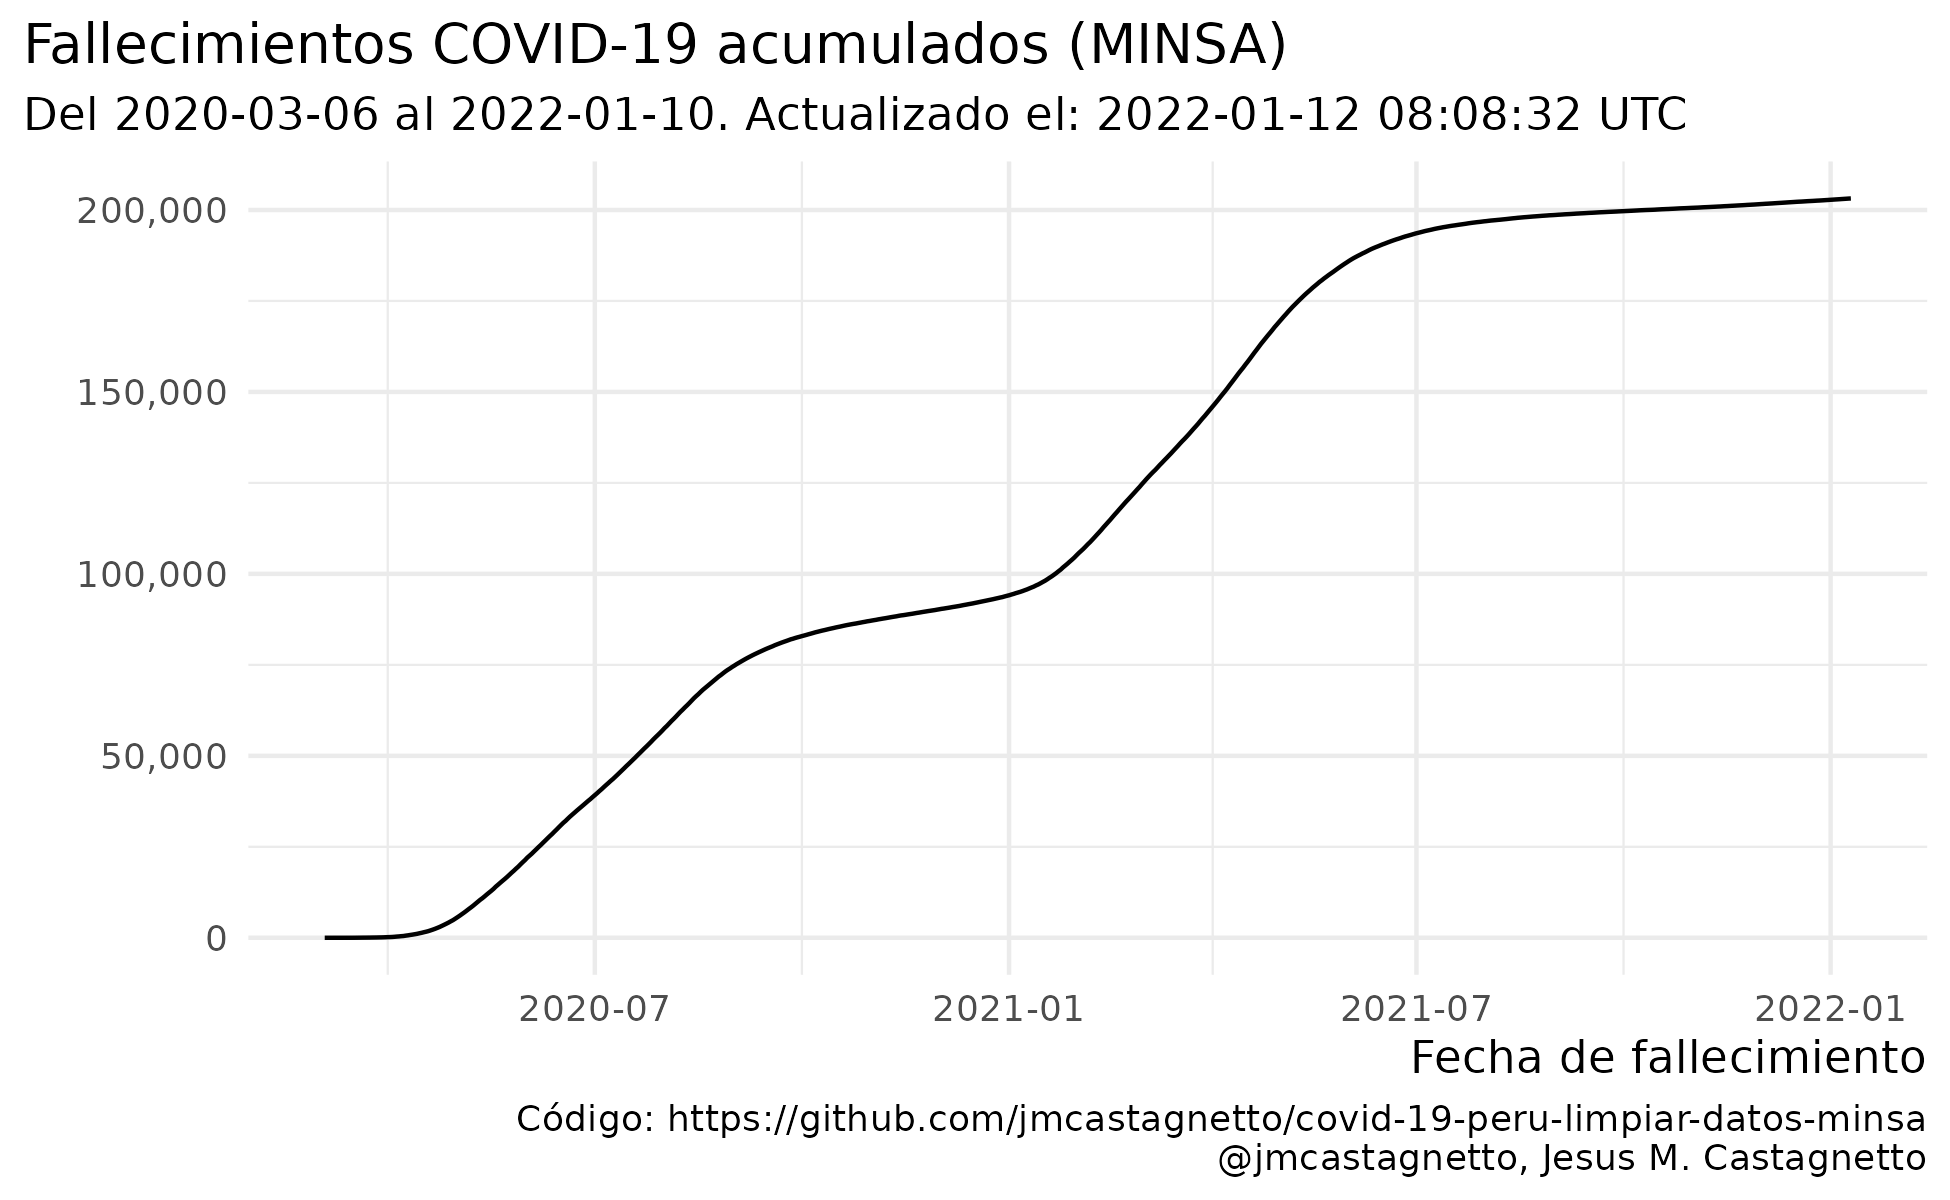 Fallecimientos COVID-19 acumulados (MINSA)
Del 2020-03-06 al 2022-01-10. Actualizado el: 2022-01-12 08:08:32 UTC
200,000
150,000
100,000
50,000
0
2020-07 2021-01 2021-07 2022-01
Fecha de fallecimiento
Código: https://github.com/jmcastagnetto/covid-19-peru-limpiar-datos-minsa
@jmcastagnetto, Jesus M. Castagnetto